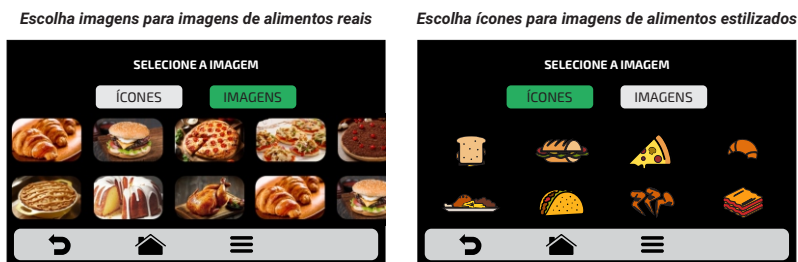 Escolha imagens para imagens de alimentos reais
SELECIONE A IMAGEM
ÍCONES IMAGENS
Escolha ícones para imagens de alimentos estilizados
SELECIONE A IMAGEM
ÍCONES IMAGENS